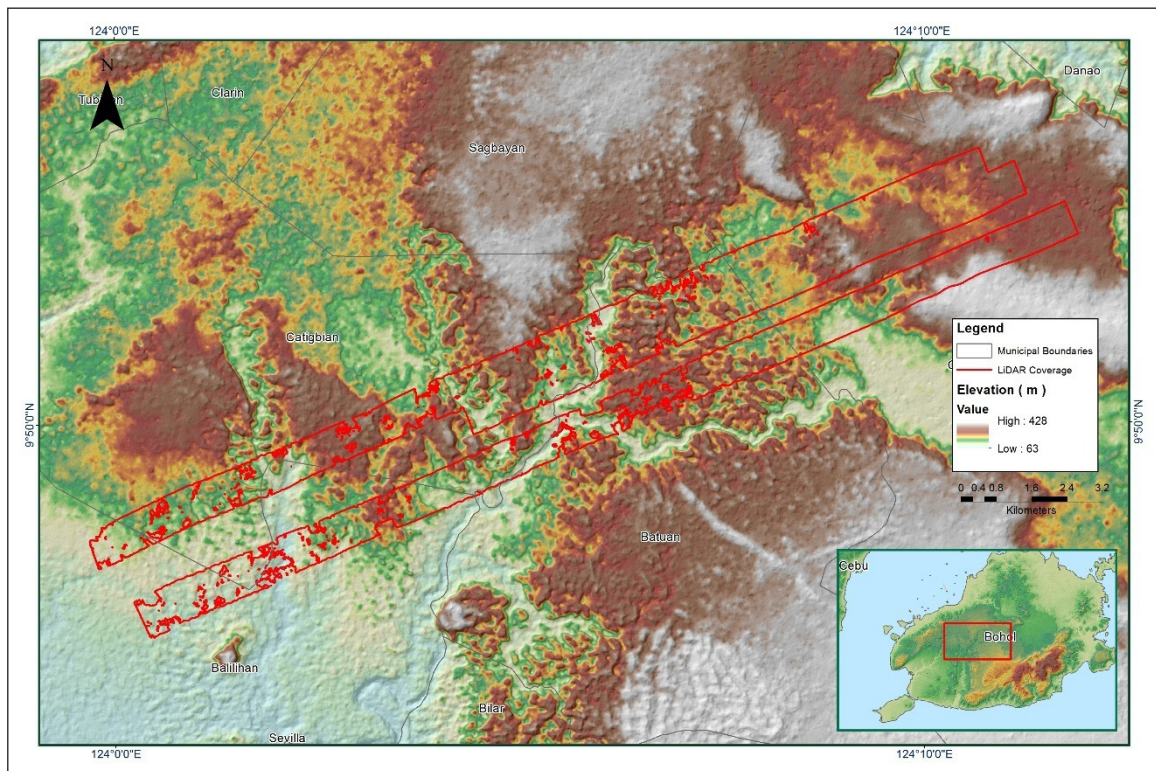 124°0'0"E
124°10'0"E
N
Danao
Clarin
Sagbayan
Catigbian
Legend
Municipal Boundaries
LiDAR Coverage
Elevation ( m )
Value
High : 428
Low : 63
9°50'0"N
9°50'0"N
0 0.4 0.8 1.6 2.4 3.2
Kilometers
Batuan
Cebu
Bohol
Balilihan
Bilar
Sevilla
124°0'0"E
124°10'0"E